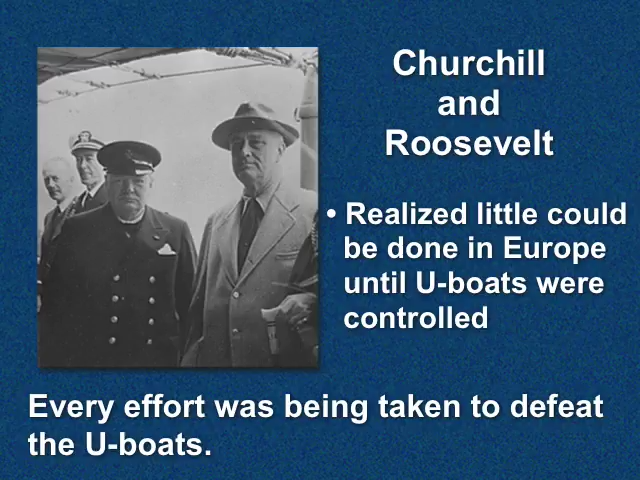 Churchill
and
Roosevelt
• Realized little could
be done in Europe
until U-boats were
controlled
Every effort was being taken to defeat
the U-boats.